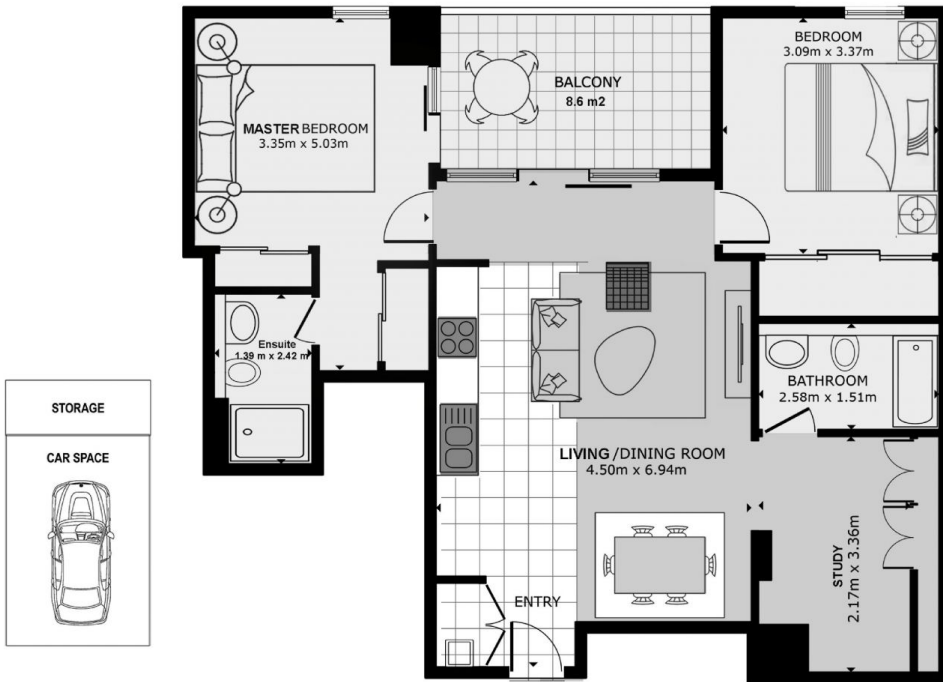 MASTER BEDROOM
3.35m x 5.03m
BALCONY
8.6 m2
BEDROOM
3.09m x 3.37m
Ensuite
1.39 m x 2.42 m
BATHROOM
2.58m x 1.51m
STORAGE
CAR SPACE
LIVING /DINING ROOM
4.50m x 6.94m
STUDY
2.17m x 3.36m
ENTRY